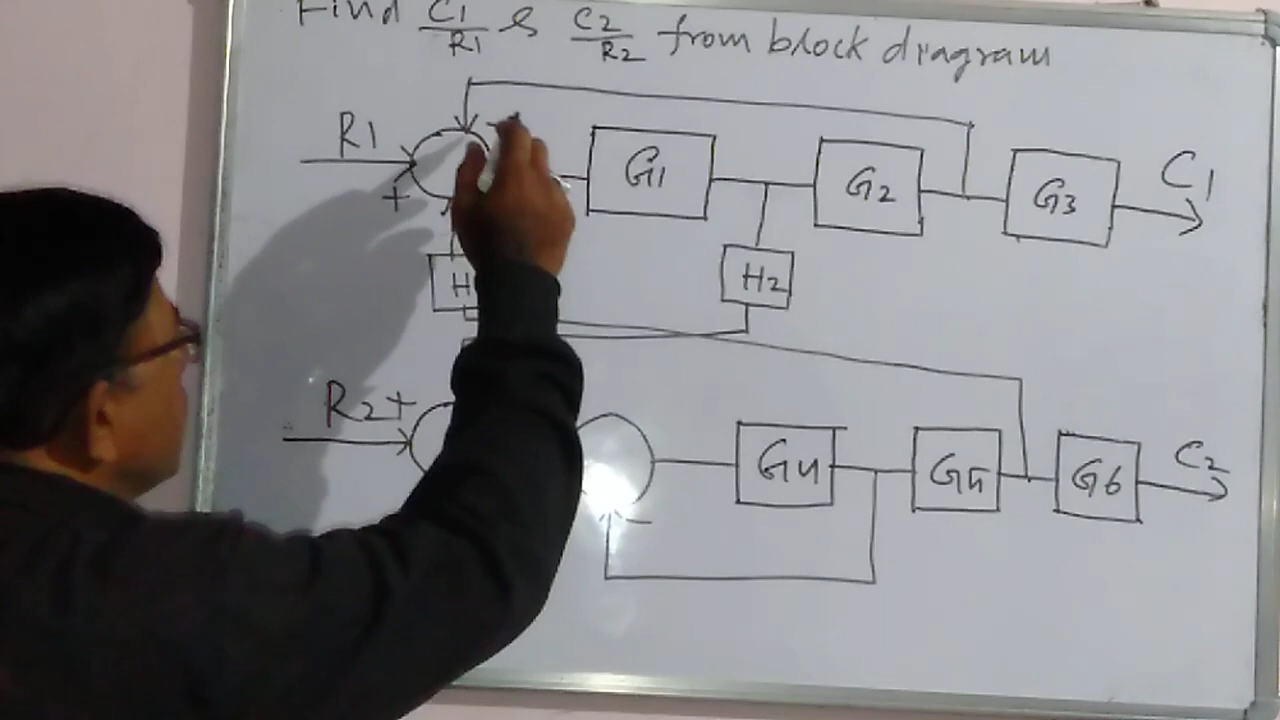 Find C1/R1 & C2/R2 from block diagram
R1 + - G1 G2 G3 C1
H H2
R2 + G4 G5 G6 C2
-